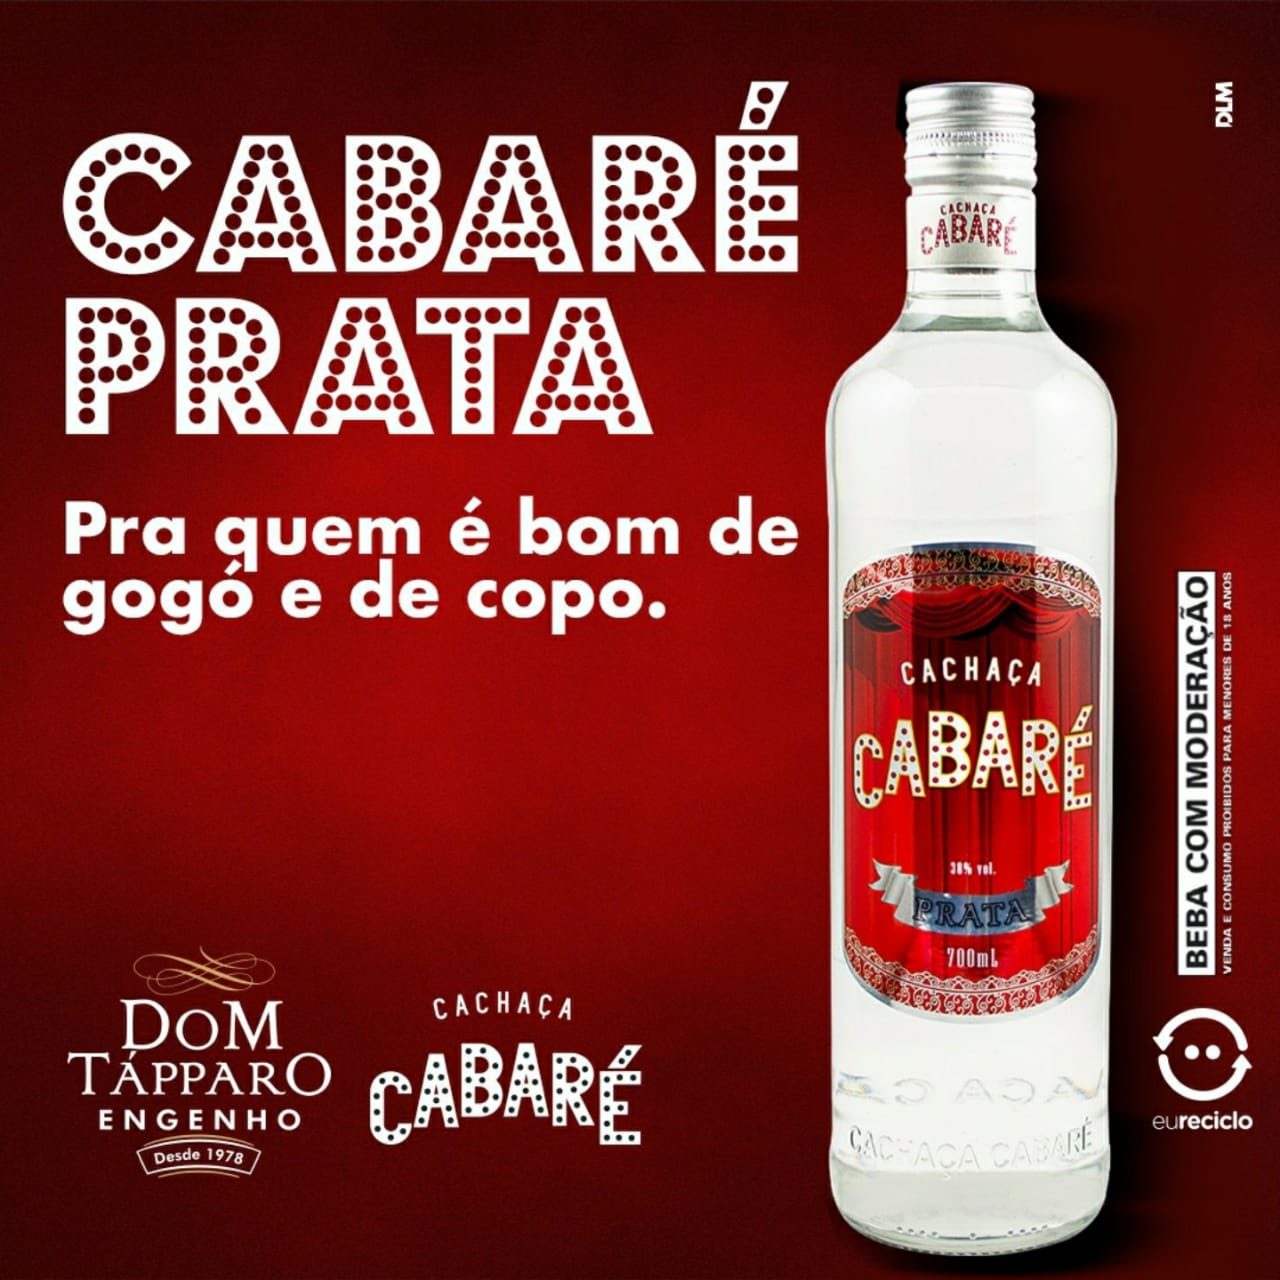 CABARÉ
PRATA
Pra quem é bom de
gogó e de copo.
DOM
TÁPPARO
ENGENHO
Desde 1978
CACHAÇA
CABARÉ
CACHAÇA
CABARÉ
CACHAÇA
CABARÉ
38% vol.
PRATA
700mL
CACHAÇA CABARÉ
DLM
BEBA COM MODERAÇÃO
VENDA E CONSUMO PROIBIDOS PARA MENORES DE 18 ANOS
eureciclo